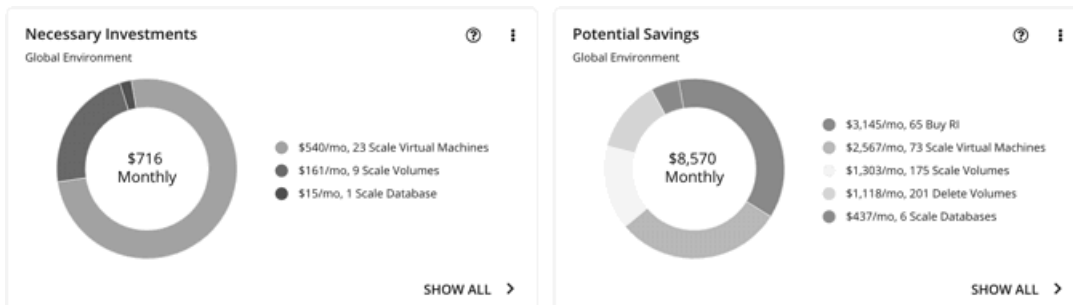 Necessary Investments
Global Environment
$716
Monthly
$540/mo, 23 Scale Virtual Machines
$161/mo, 9 Scale Volumes
$15/mo, 1 Scale Database
SHOW ALL
Potential Savings
Global Environment
$8,570
Monthly
$3,145/mo, 65 Buy RI
$2,567/mo, 73 Scale Virtual Machines
$1,303/mo, 175 Scale Volumes
$1,118/mo, 201 Delete Volumes
$437/mo, 6 Scale Databases
SHOW ALL